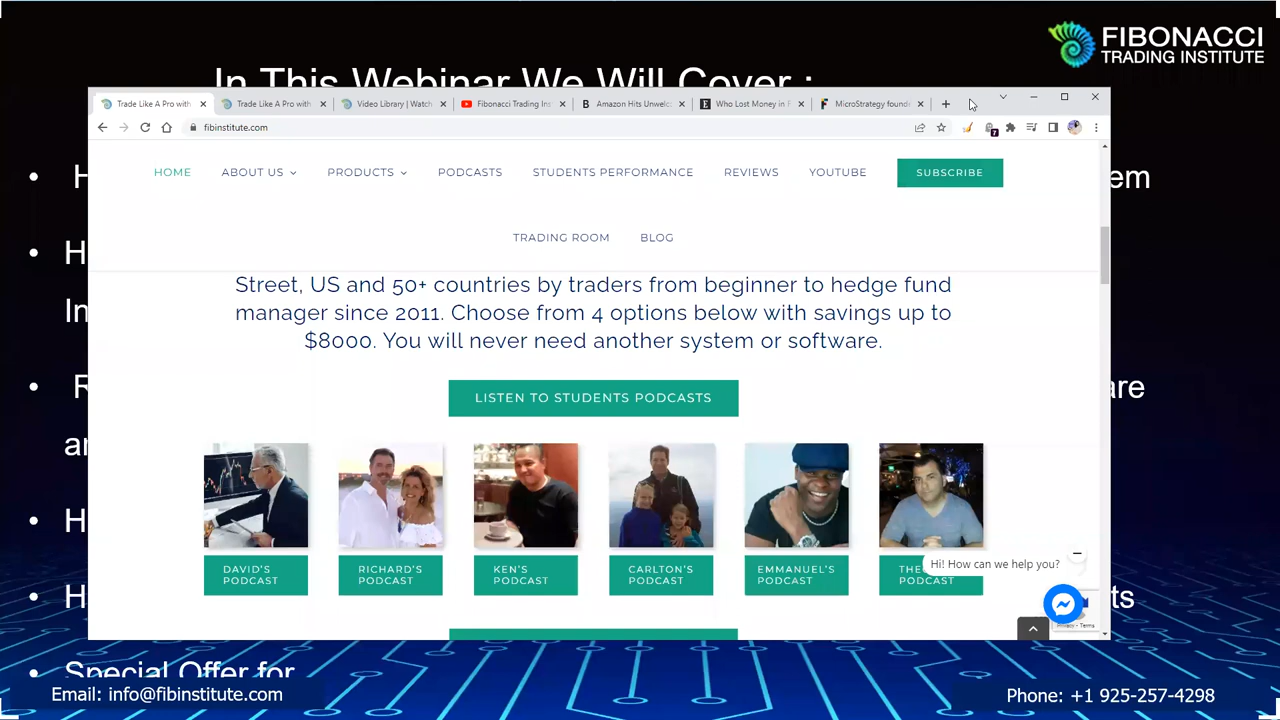 FIBONACCI
TRADING INSTITUTE
In This Webinar We Will Cover :
Trade Like A Pro with
Trade Like A Pro with
Video Library | Watch
Fibonacci Trading Ins
Amazon Hits Unwelc
Who Lost Money in F
MicroStrategy found
fibinstitute.com
7
HOME
ABOUT US
PRODUCTS
PODCASTS
STUDENTS PERFORMANCE
REVIEWS
YOUTUBE
SUBSCRIBE
TRADING ROOM
BLOG
Street, US and 50+ countries by traders from beginner to hedge fund
manager since 2011. Choose from 4 options below with savings up to
$8000. You will never need another system or software.
LISTEN TO STUDENTS PODCASTS
DAVID'S
PODCAST
RICHARD'S
PODCAST
KEN'S
PODCAST
CARLTON'S
PODCAST
EMMANUEL'S
PODCAST
THE
PODCAST
Hi! How can we help you?
Privacy - Terms
Special Offer for
Email: info@fibinstitute.com
Phone: +1 925-257-4298